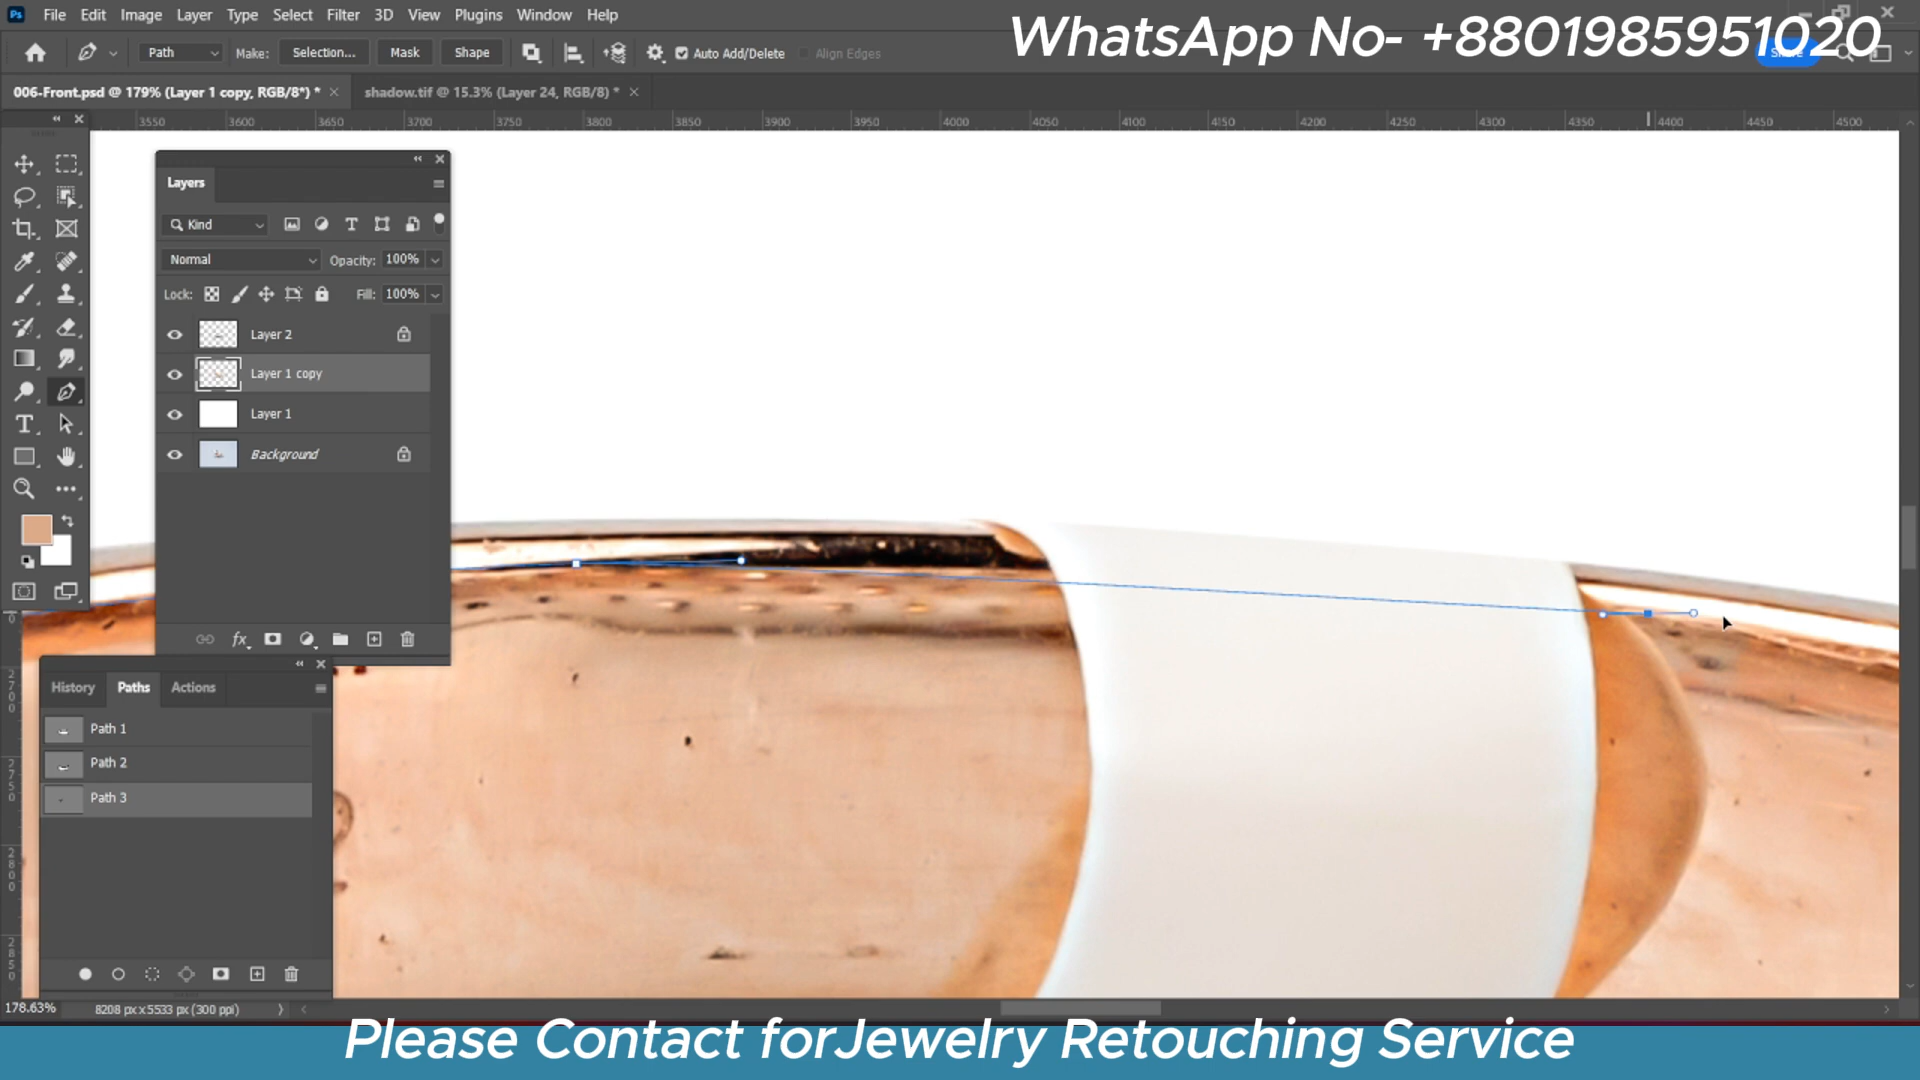 File Edit Image Layer Type Select Filter 3D View Plugins Window Help
WhatsApp No- +8801985951020
Path Make: Selection... Mask Shape Auto Add/Delete Align Edges
Share
006-Front.psd @ 179% (Layer 1 copy, RGB/8*) * shadow.tif @ 15.3% (Layer 24, RGB/8) *
3550 3600 3650 3700 3750 3800 3850 3900 3950 4000 4050 4100 4150 4200 4250 4300 4350 4400 4450 4500
Layers
Kind
Normal Opacity: 100%
Lock: Fill: 100%
Layer 2
Layer 1 copy
Layer 1
Background
History Paths Actions
Path 1
Path 2
Path 3
2700
2750
2800
2850
178.63% 8208 px x 5533 px (300 ppi)
Please Contact forJewelry Retouching Service